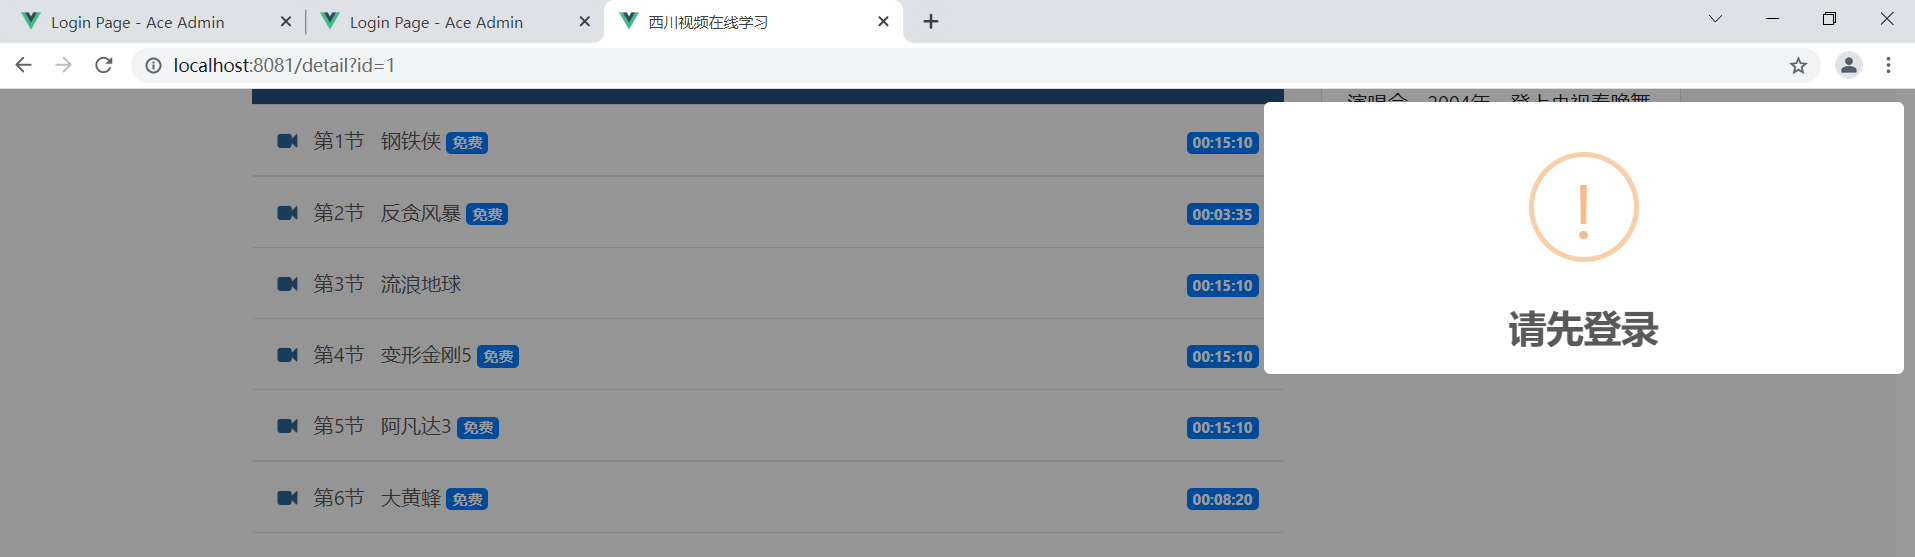 Login Page - Ace Admin
Login Page - Ace Admin
西川视频在线学习
localhost:8081/detail?id=1
演唱会。2004年，登上央视春晚舞
第1节 钢铁侠 免费 00:15:10
第2节 反贪风暴 免费 00:03:35
第3节 流浪地球 00:15:10
第4节 变形金刚5 免费 00:15:10
第5节 阿凡达3 免费 00:15:10
第6节 大黄蜂 免费 00:08:20
请先登录